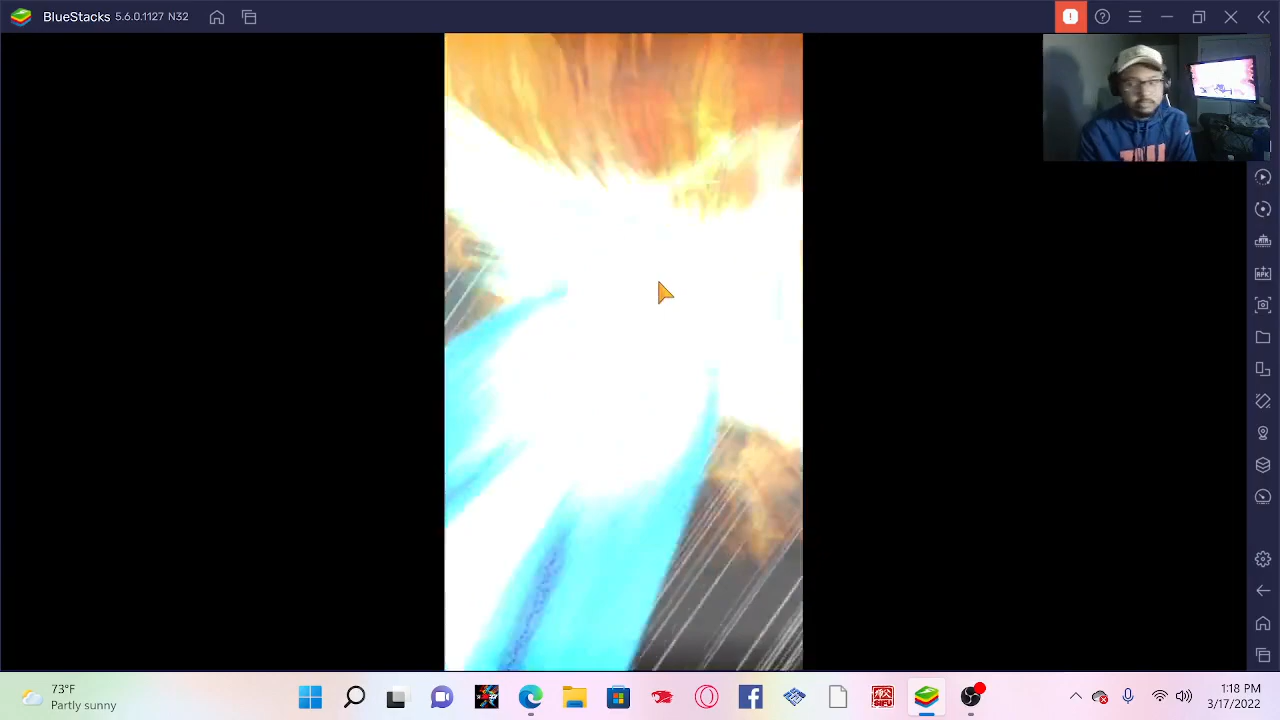 BlueStacks 5.6.0.1127 N32
73°F
Partly sunny
1:18 PM
3/17/2022